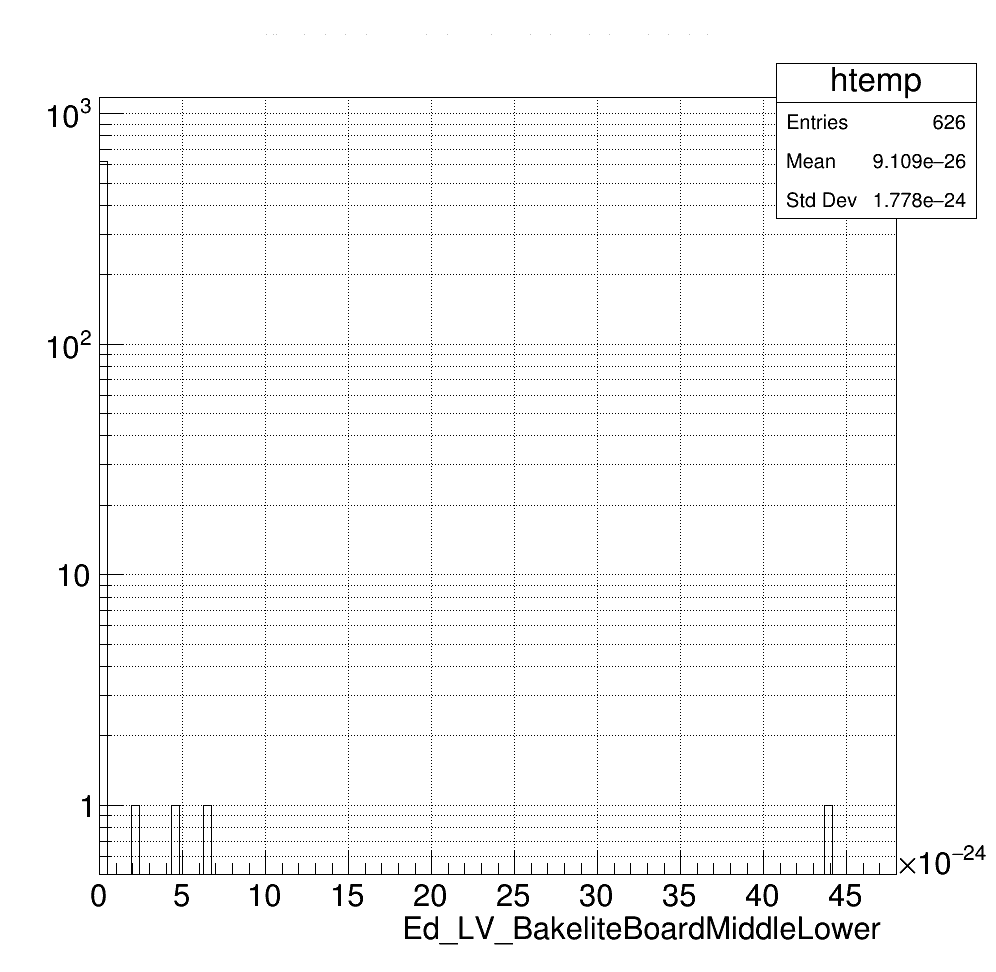 htemp
Entries 626
Mean 9.109e−26
Std Dev 1.778e−24
10³
10²
10
1
0 5 10 15 20 25 30 35 40 45
×10⁻²⁴
Ed_LV_BakeliteBoardMiddleLower